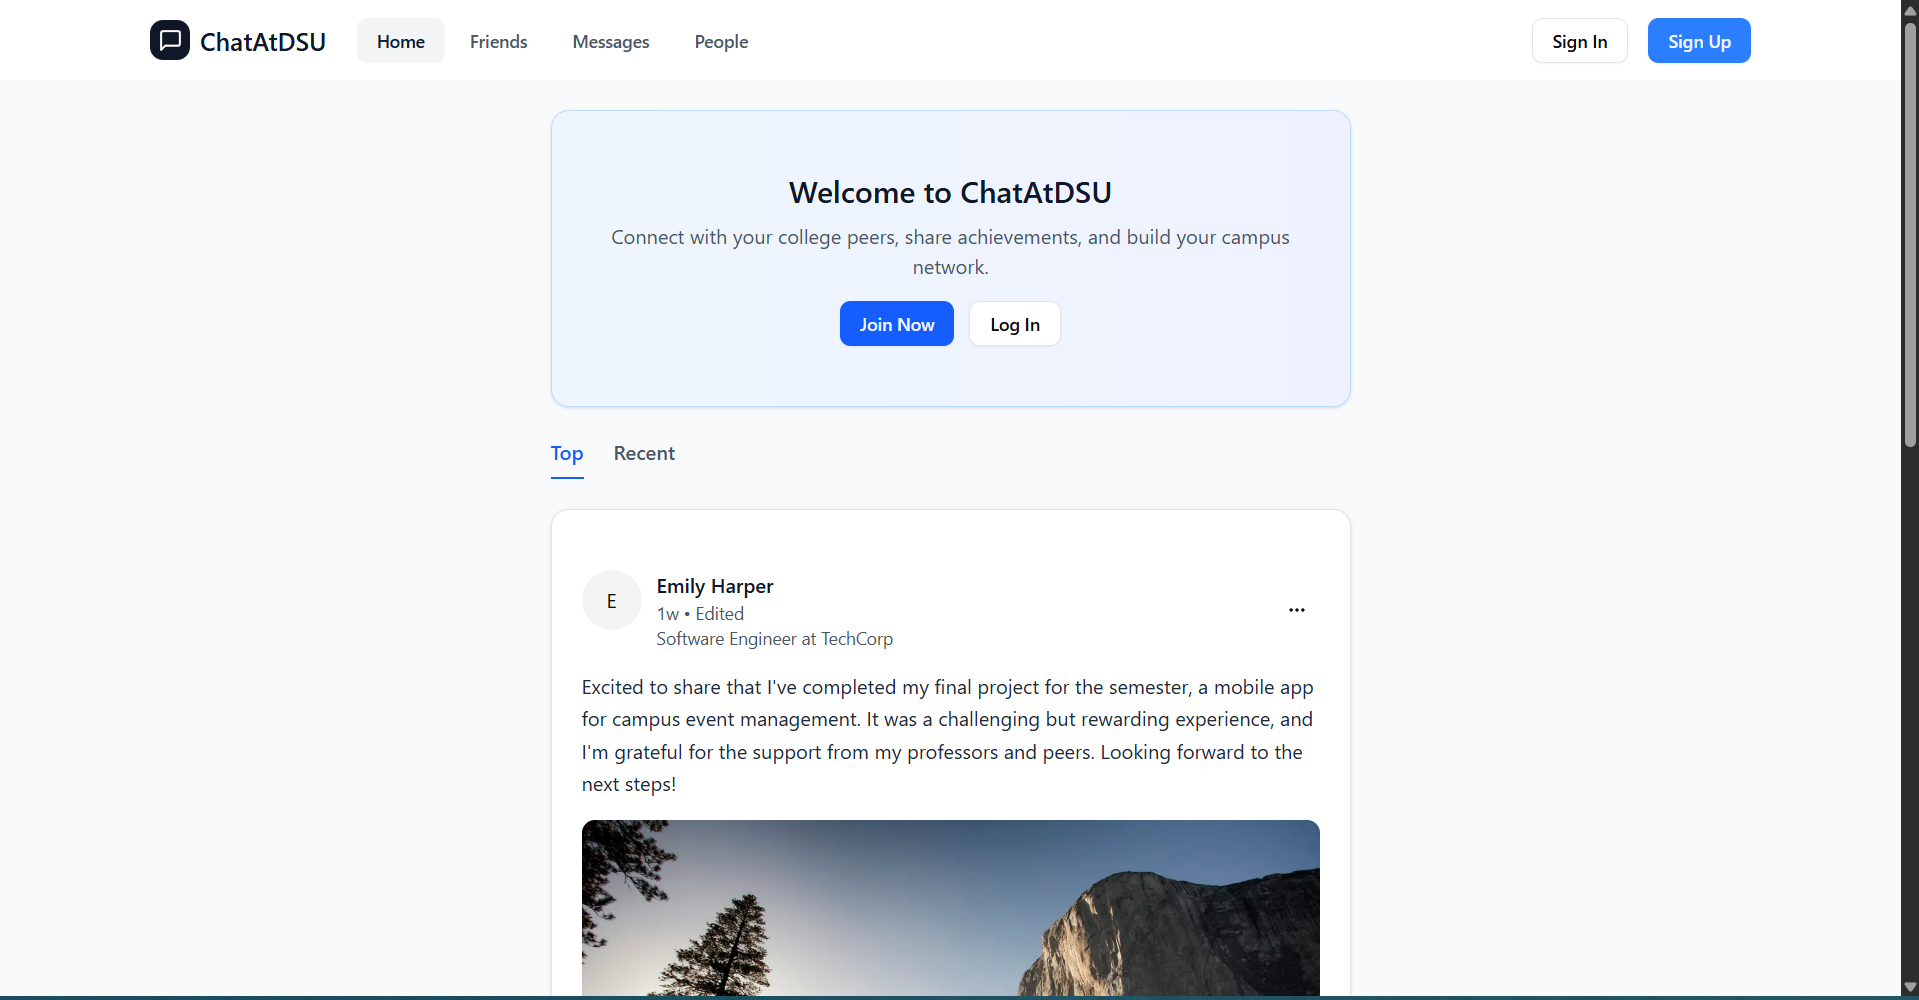 ChatAtDSU Home Friends Messages People Sign In Sign Up
Welcome to ChatAtDSU
Connect with your college peers, share achievements, and build your campus
network.
Join Now Log In
Top Recent
E
Emily Harper
1w • Edited
Software Engineer at TechCorp
Excited to share that I've completed my final project for the semester, a mobile app
for campus event management. It was a challenging but rewarding experience, and
I'm grateful for the support from my professors and peers. Looking forward to the
next steps!